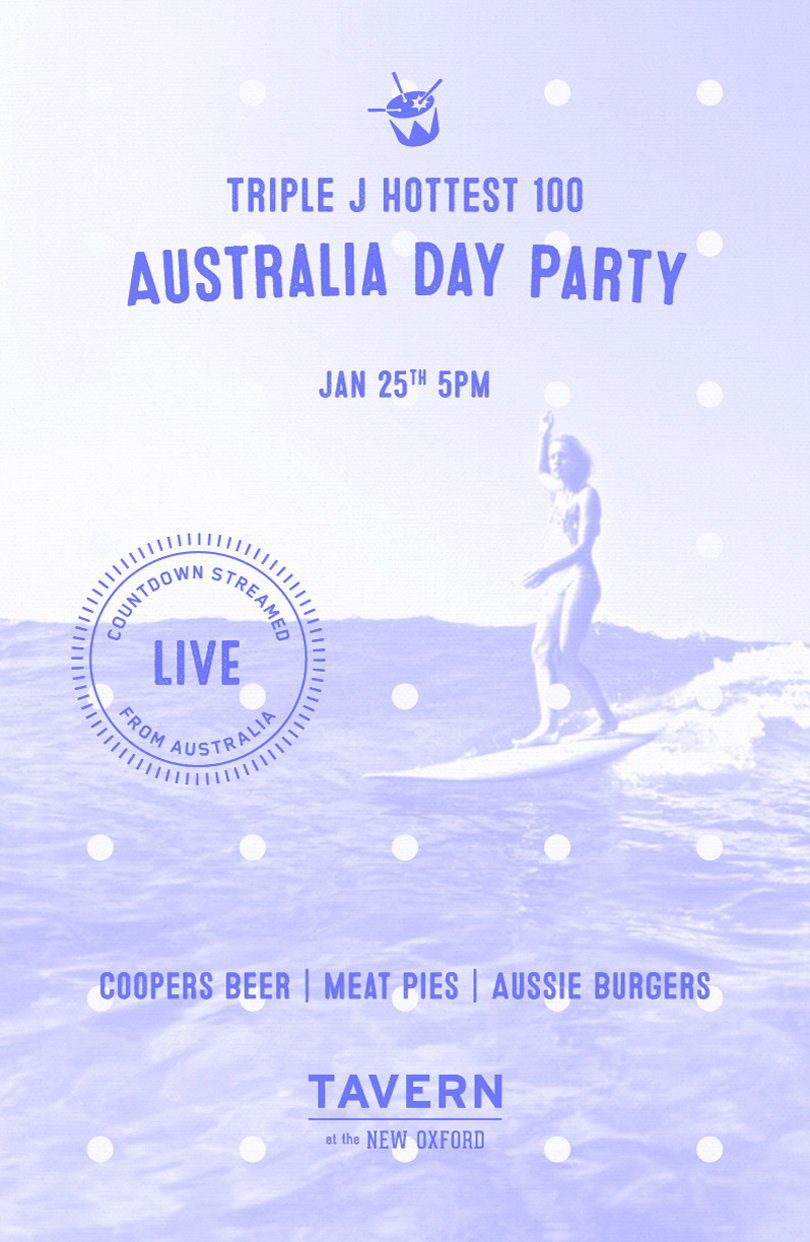 TRIPLE J HOTTEST 100
AUSTRALIA DAY PARTY
JAN 25TH 5PM
COUNTDOWN STREAMED
LIVE
FROM AUSTRALIA
COOPERS BEER | MEAT PIES | AUSSIE BURGERS
TAVERN
at the NEW OXFORD